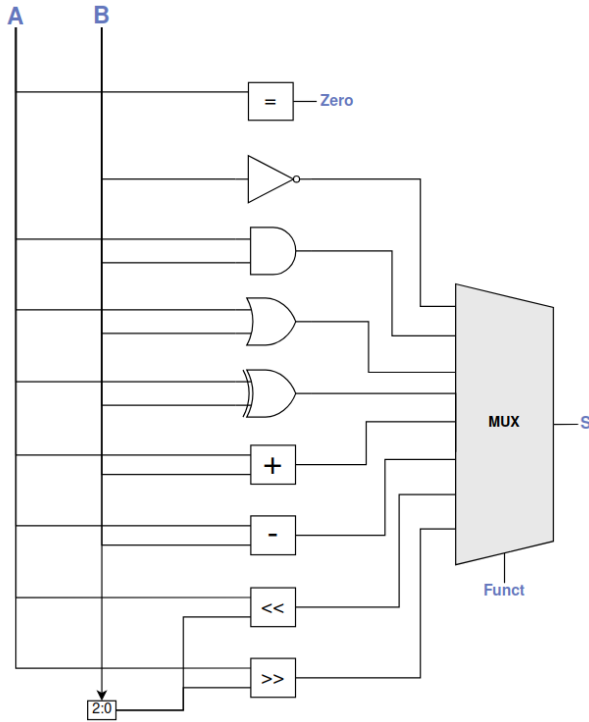 A B
=
Zero
+
-
<<
>>
2:0
MUX
S
Funct